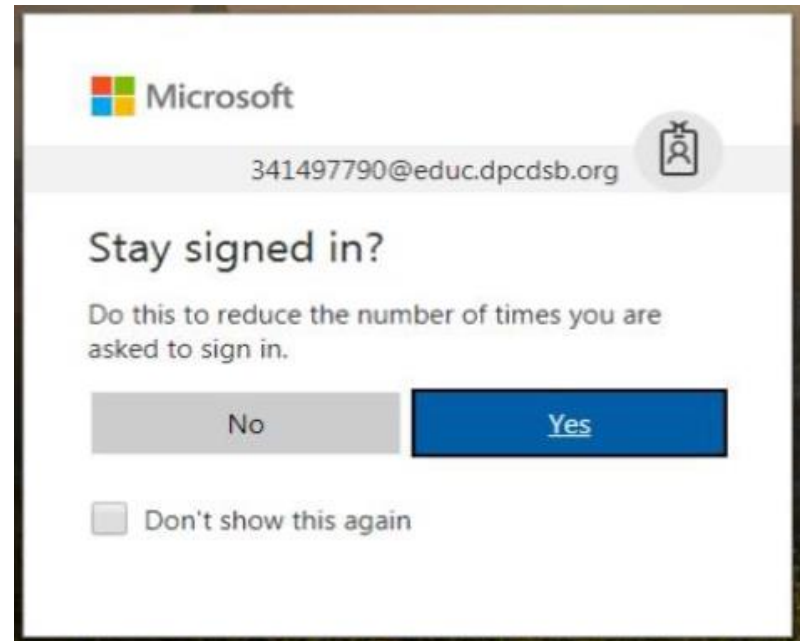 Microsoft
341497790@educ.dpcdsb.org
Stay signed in?
Do this to reduce the number of times you are
asked to sign in.
No
Yes
Don't show this again